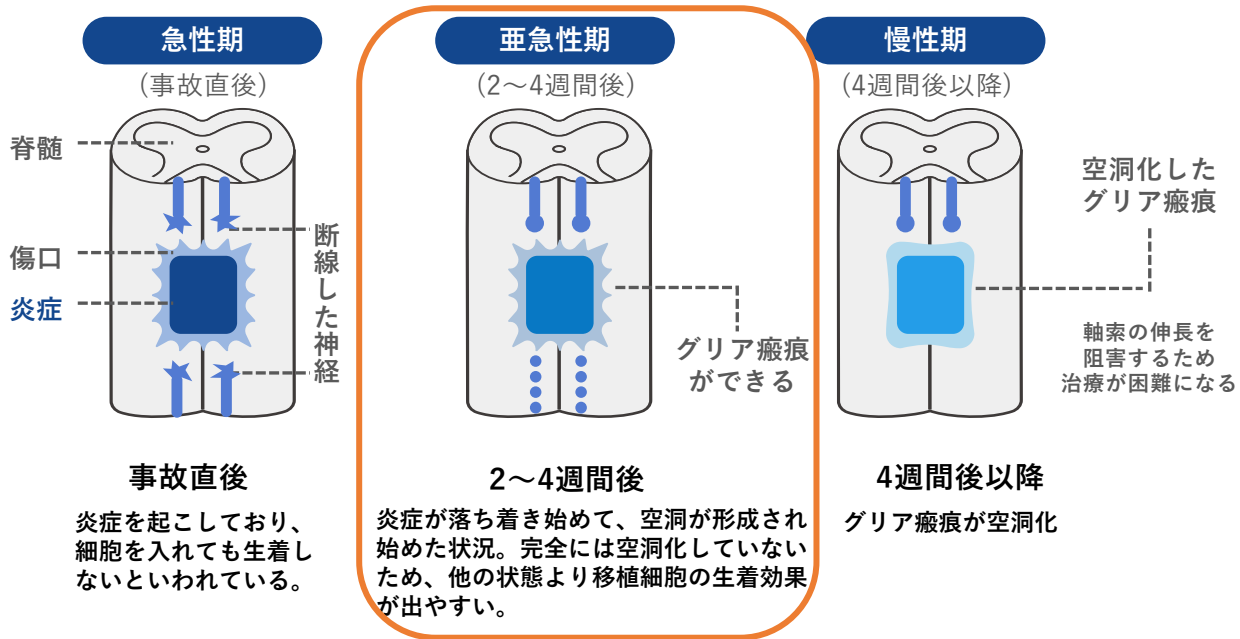 急性期
(事故直後)
脊髄
傷口
炎症
断線した神経
事故直後
炎症を起こしており、
細胞を入れても生着し
ないといわれている。
亜急性期
(2〜4週間後)
グリア瘢痕
ができる
2〜4週間後
炎症が落ち着き始めて、空洞が形成され
始めた状況。完全には空洞化していない
ため、他の状態より移植細胞の生着効果
が出やすい。
慢性期
(4週間後以降)
空洞化した
グリア瘢痕
軸索の伸長を
阻害するため
治療が困難になる
4週間後以降
グリア瘢痕が空洞化